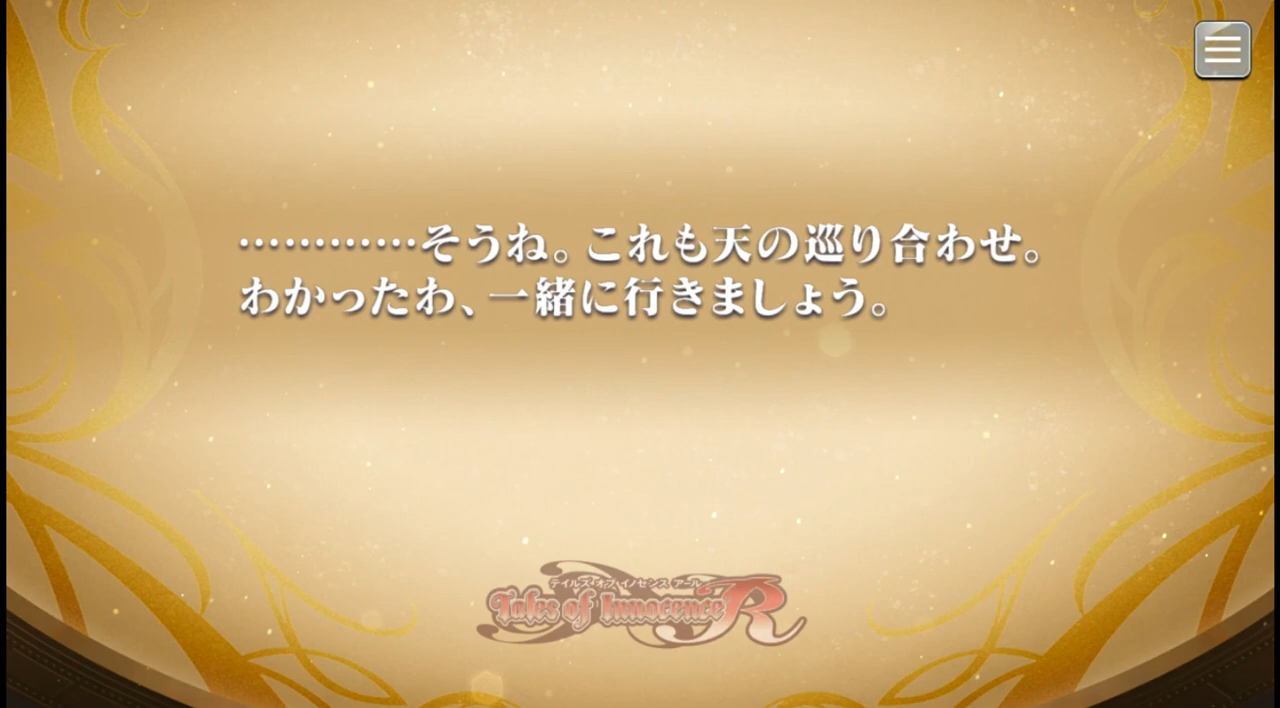 …………そうね。これも天の巡り合わせ。
わかったわ、一緒に行きましょう。
テイルズ オブ イノセンス アール
Tales of Innocence R